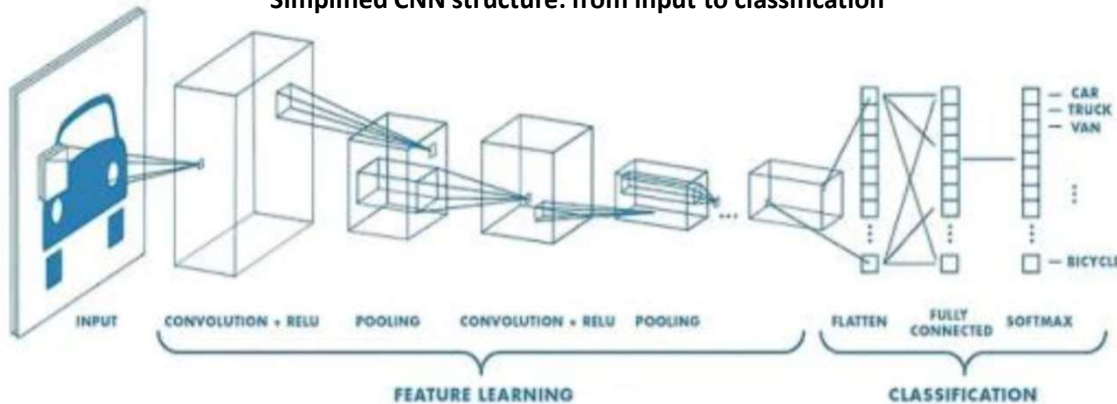 Simplified CNN structure: from input to classification
CAR
TRUCK
VAN
BICYCLE
INPUT
CONVOLUTION + RELU
POOLING
CONVOLUTION + RELU
POOLING
FLATTEN
FULLY
CONNECTED
SOFTMAX
FEATURE LEARNING
CLASSIFICATION